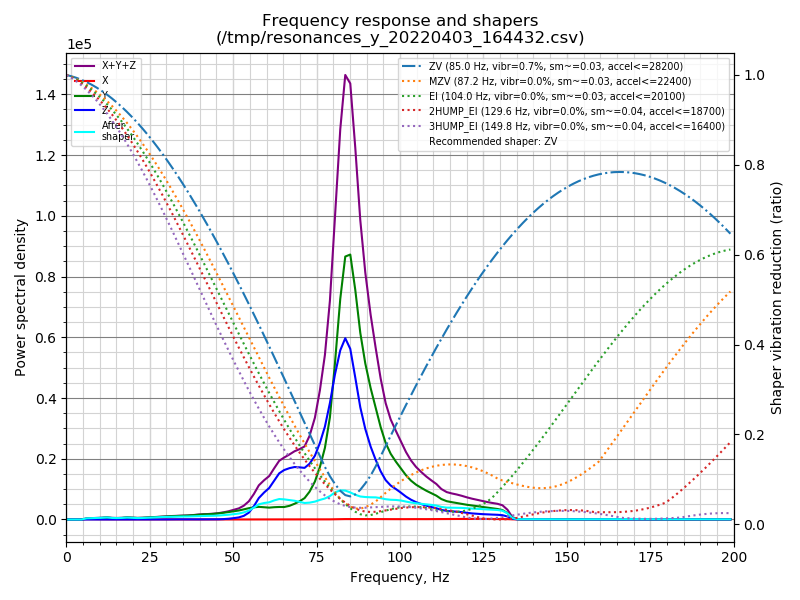 Frequency response and shapers
(/tmp/resonances_y_20220403_164432.csv)
1e5
X+Y+Z
X
Y
Z
After
shaper
ZV (85.0 Hz, vibr=0.7%, sm~=0.03, accel<=28200)
MZV (87.2 Hz, vibr=0.0%, sm~=0.03, accel<=22400)
EI (104.0 Hz, vibr=0.0%, sm~=0.03, accel<=20100)
2HUMP_EI (129.6 Hz, vibr=0.0%, sm~=0.04, accel<=18700)
3HUMP_EI (149.8 Hz, vibr=0.0%, sm~=0.04, accel<=16400)
Recommended shaper: ZV
Power spectral density
1.4
1.2
1.0
0.8
0.6
0.4
0.2
0.0
1.0
0.8
0.6
0.4
0.2
0.0
Shaper vibration reduction (ratio)
0 25 50 75 100 125 150 175 200
Frequency, Hz